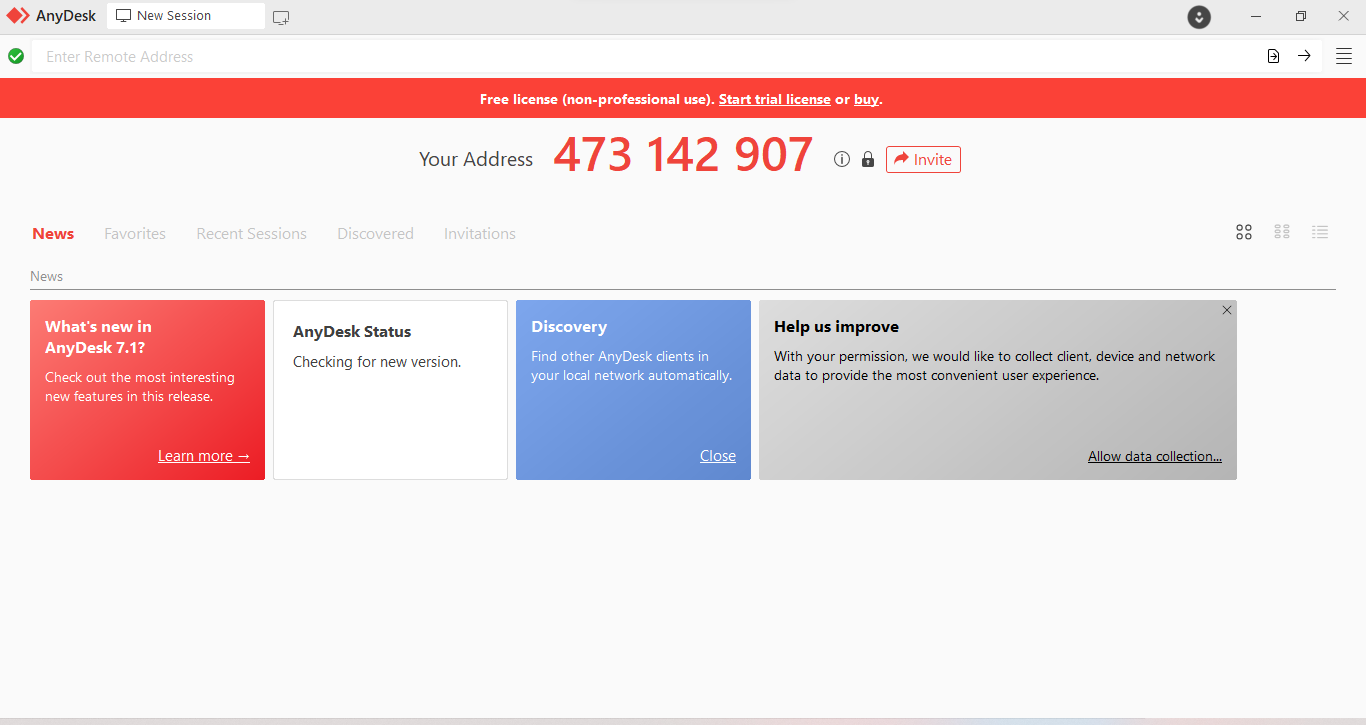 AnyDesk New Session
Enter Remote Address
Free license (non-professional use). Start trial license or buy.
Your Address 473 142 907 Invite
News Favorites Recent Sessions Discovered Invitations
News
What's new in
AnyDesk 7.1?
Check out the most interesting
new features in this release.
Learn more →
AnyDesk Status
Checking for new version.
Discovery
Find other AnyDesk clients in
your local network automatically.
Close
Help us improve
With your permission, we would like to collect client, device and network
data to provide the most convenient user experience.
Allow data collection...